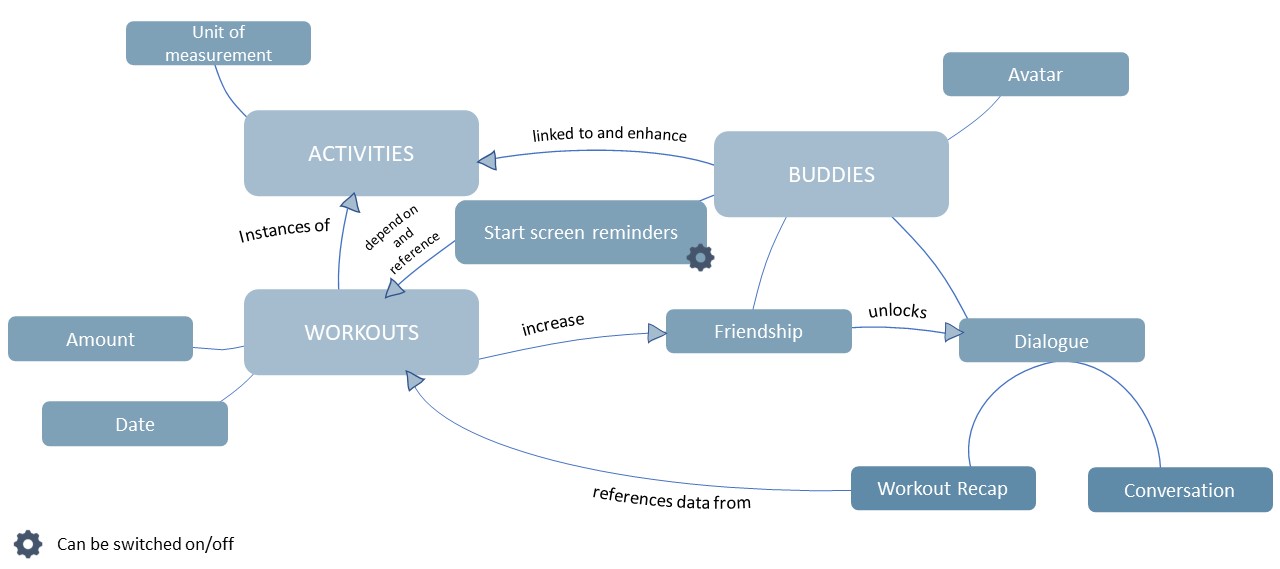 Unit of
measurement
Avatar
linked to and enhance
ACTIVITIES
BUDDIES
Instances of
depend on
and
reference
Start screen reminders
WORKOUTS
Amount
increase
Friendship
unlocks
Dialogue
Date
Workout Recap
Conversation
references data from
Can be switched on/off